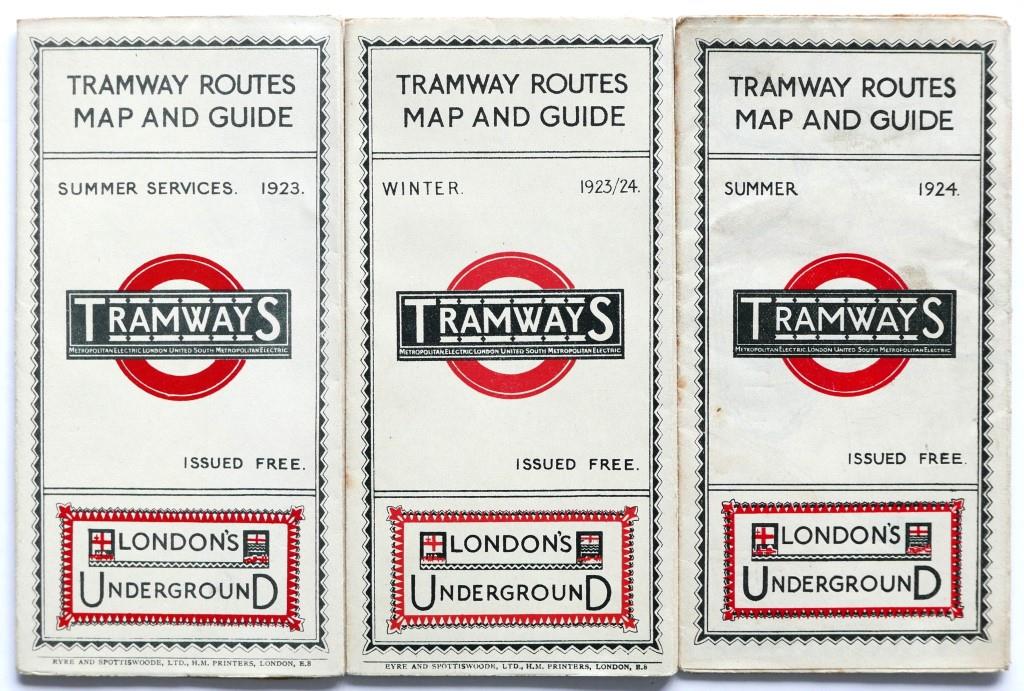 TRAMWAY ROUTES
MAP AND GUIDE
SUMMER SERVICES. 1923.
TRAMWAYS
METROPOLITAN ELECTRIC LONDON UNITED SOUTH METROPOLITAN ELECTRIC
ISSUED FREE.
LONDON'S
UNDERGROUND
EYRE AND SPOTTISWOODE, LTD., H.M. PRINTERS, LONDON, E.8
TRAMWAY ROUTES
MAP AND GUIDE
WINTER. 1923/24.
TRAMWAYS
METROPOLITAN ELECTRIC LONDON UNITED SOUTH METROPOLITAN ELECTRIC
ISSUED FREE.
LONDON'S
UNDERGROUND
EYRE AND SPOTTISWOODE, LTD., H.M. PRINTERS, LONDON, E.8
TRAMWAY ROUTES
MAP AND GUIDE
SUMMER 1924.
TRAMWAYS
METROPOLITAN ELECTRIC LONDON UNITED SOUTH METROPOLITAN ELECTRIC
ISSUED FREE.
LONDON'S
UNDERGROUND